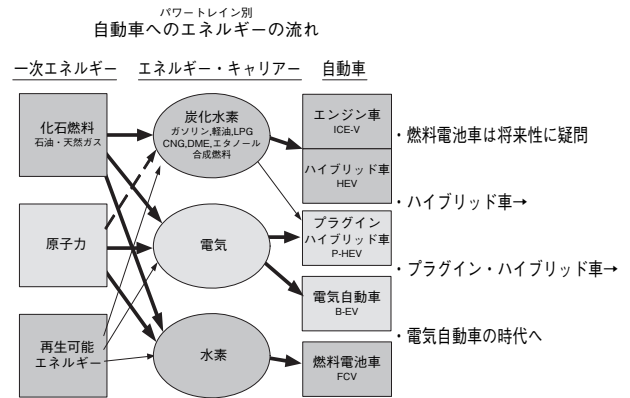 パワートレイン別
自動車へのエネルギーの流れ
一次エネルギー
エネルギー・キャリアー
自動車
化石燃料
石油・天然ガス
原子力
再生可能
エネルギー
炭化水素
ガソリン,軽油,LPG
CNG,DME,エタノール
合成燃料
電気
水素
エンジン車
ICE-V
ハイブリッド車
HEV
プラグイン
ハイブリッド車
P-HEV
電気自動車
B-EV
燃料電池車
FCV
・燃料電池車は将来性に疑問
・ハイブリッド車→
・プラグイン・ハイブリッド車→
・電気自動車の時代へ